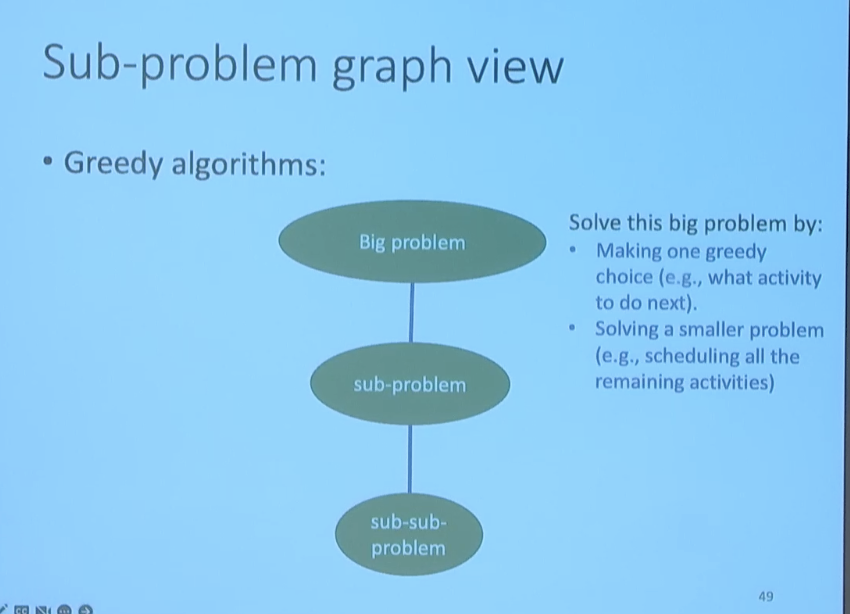 Sub-problem graph view
• Greedy algorithms:
Big problem
sub-problem
sub-sub-
problem
Solve this big problem by:
• Making one greedy
choice (e.g., what activity
to do next).
• Solving a smaller problem
(e.g., scheduling all the
remaining activities)
49